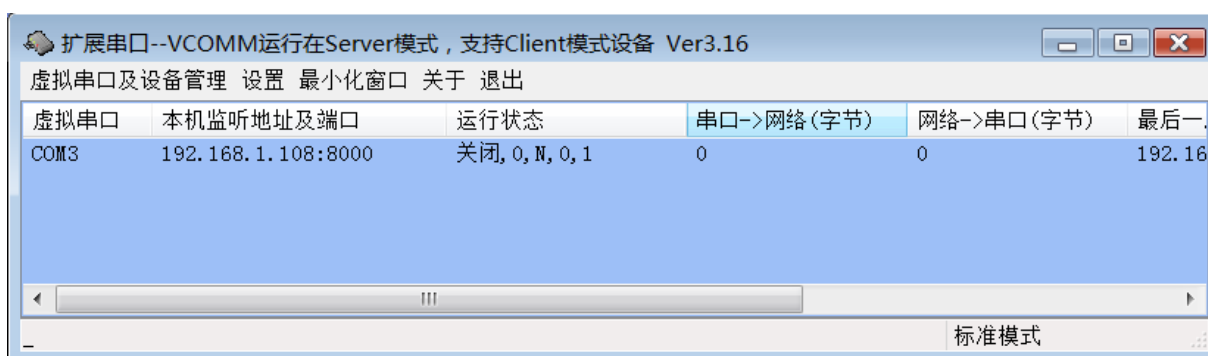 扩展串口--VCOMM运行在Server模式，支持Client模式设备 Ver3.16
虚拟串口及设备管理 设置 最小化窗口 关于 退出
虚拟串口 本机监听地址及端口 运行状态 串口->网络(字节) 网络->串口(字节) 最后一.
COM3 192.168.1.108:8000 关闭,0,N,0,1 0 0 192.16
标准模式